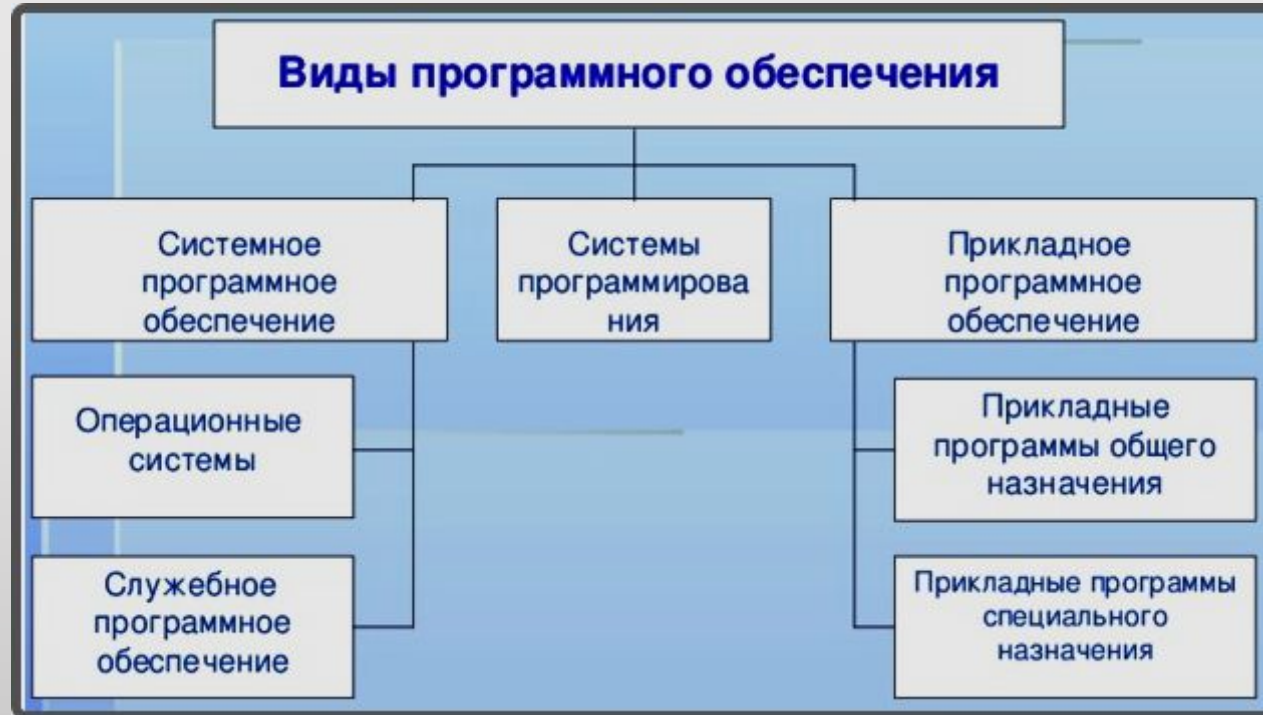 Виды программного обеспечения
Системное
программное
обеспечение
Системы
программирова
ния
Прикладное
программное
обеспечение
Операционные
системы
Прикладные
программы общего
назначения
Служебное
программное
обеспечение
Прикладные программы
специального
назначения